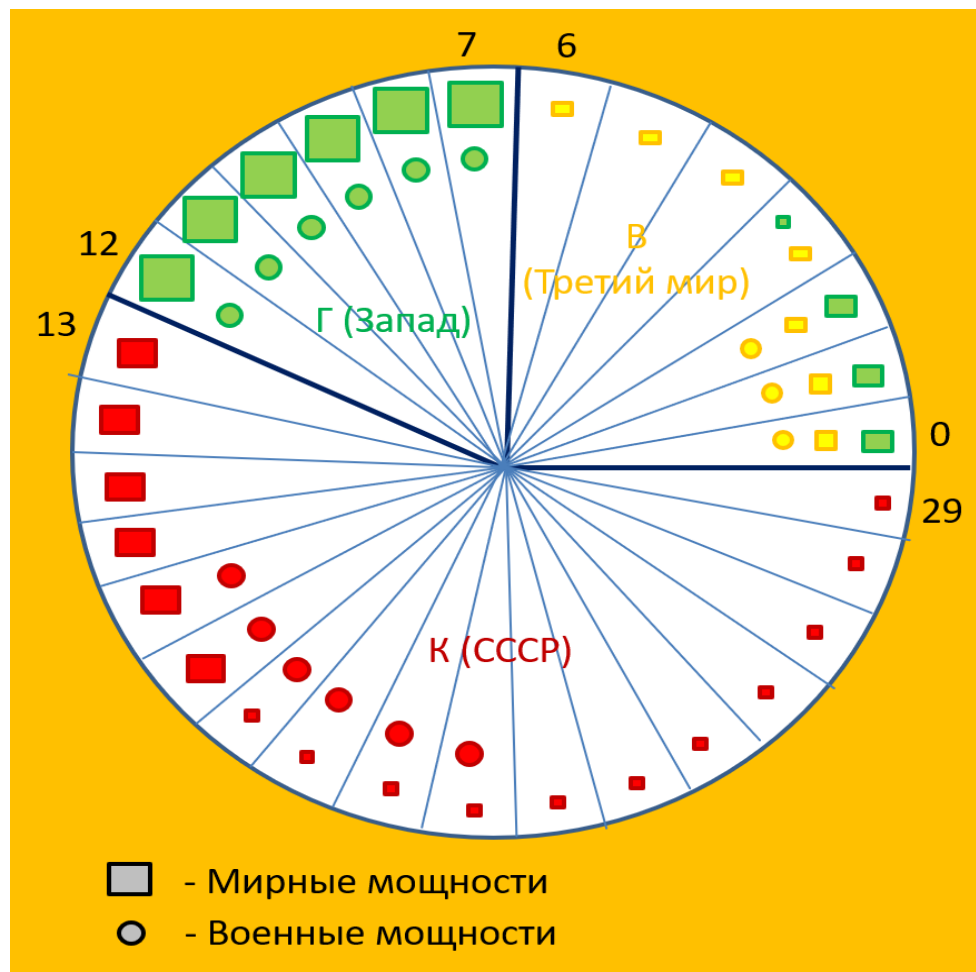 7
6
12
13
В
(Третий мир)
Г (Запад)
0
29
К (СССР)
- Мирные мощности
- Военные мощности